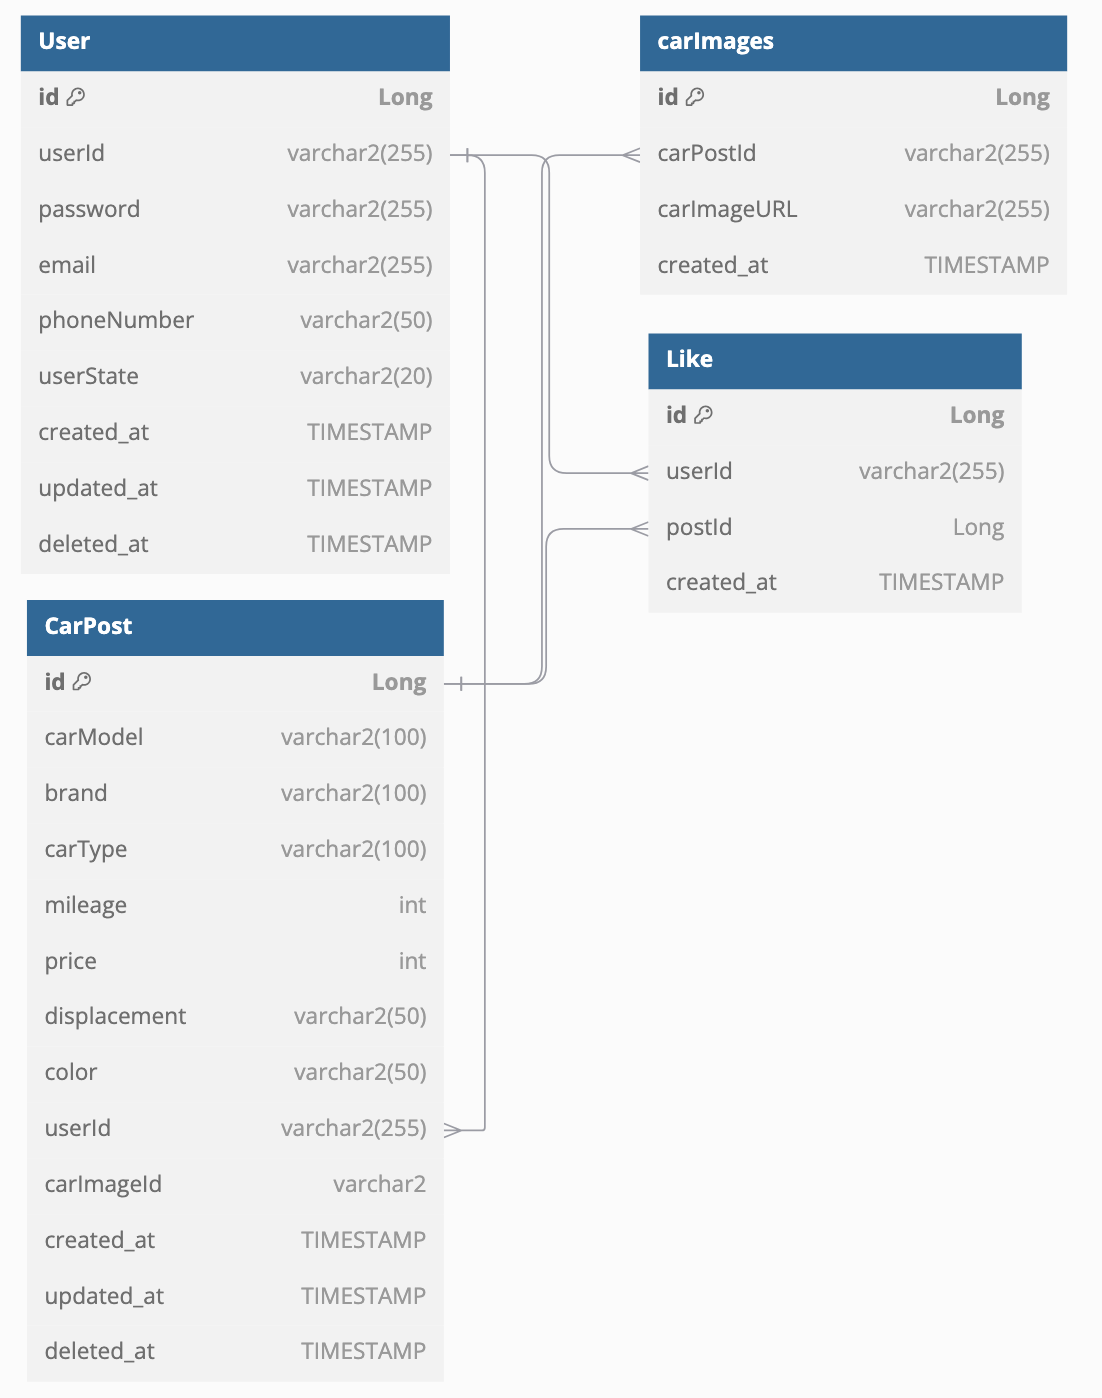 User
id Long
userId varchar2(255)
password varchar2(255)
email varchar2(255)
phoneNumber varchar2(50)
userState varchar2(20)
created_at TIMESTAMP
updated_at TIMESTAMP
deleted_at TIMESTAMP
carImages
id Long
carPostId varchar2(255)
carImageURL varchar2(255)
created_at TIMESTAMP
Like
id Long
userId varchar2(255)
postId Long
created_at TIMESTAMP
CarPost
id Long
carModel varchar2(100)
brand varchar2(100)
carType varchar2(100)
mileage int
price int
displacement varchar2(50)
color varchar2(50)
userId varchar2(255)
carImageId varchar2
created_at TIMESTAMP
updated_at TIMESTAMP
deleted_at TIMESTAMP